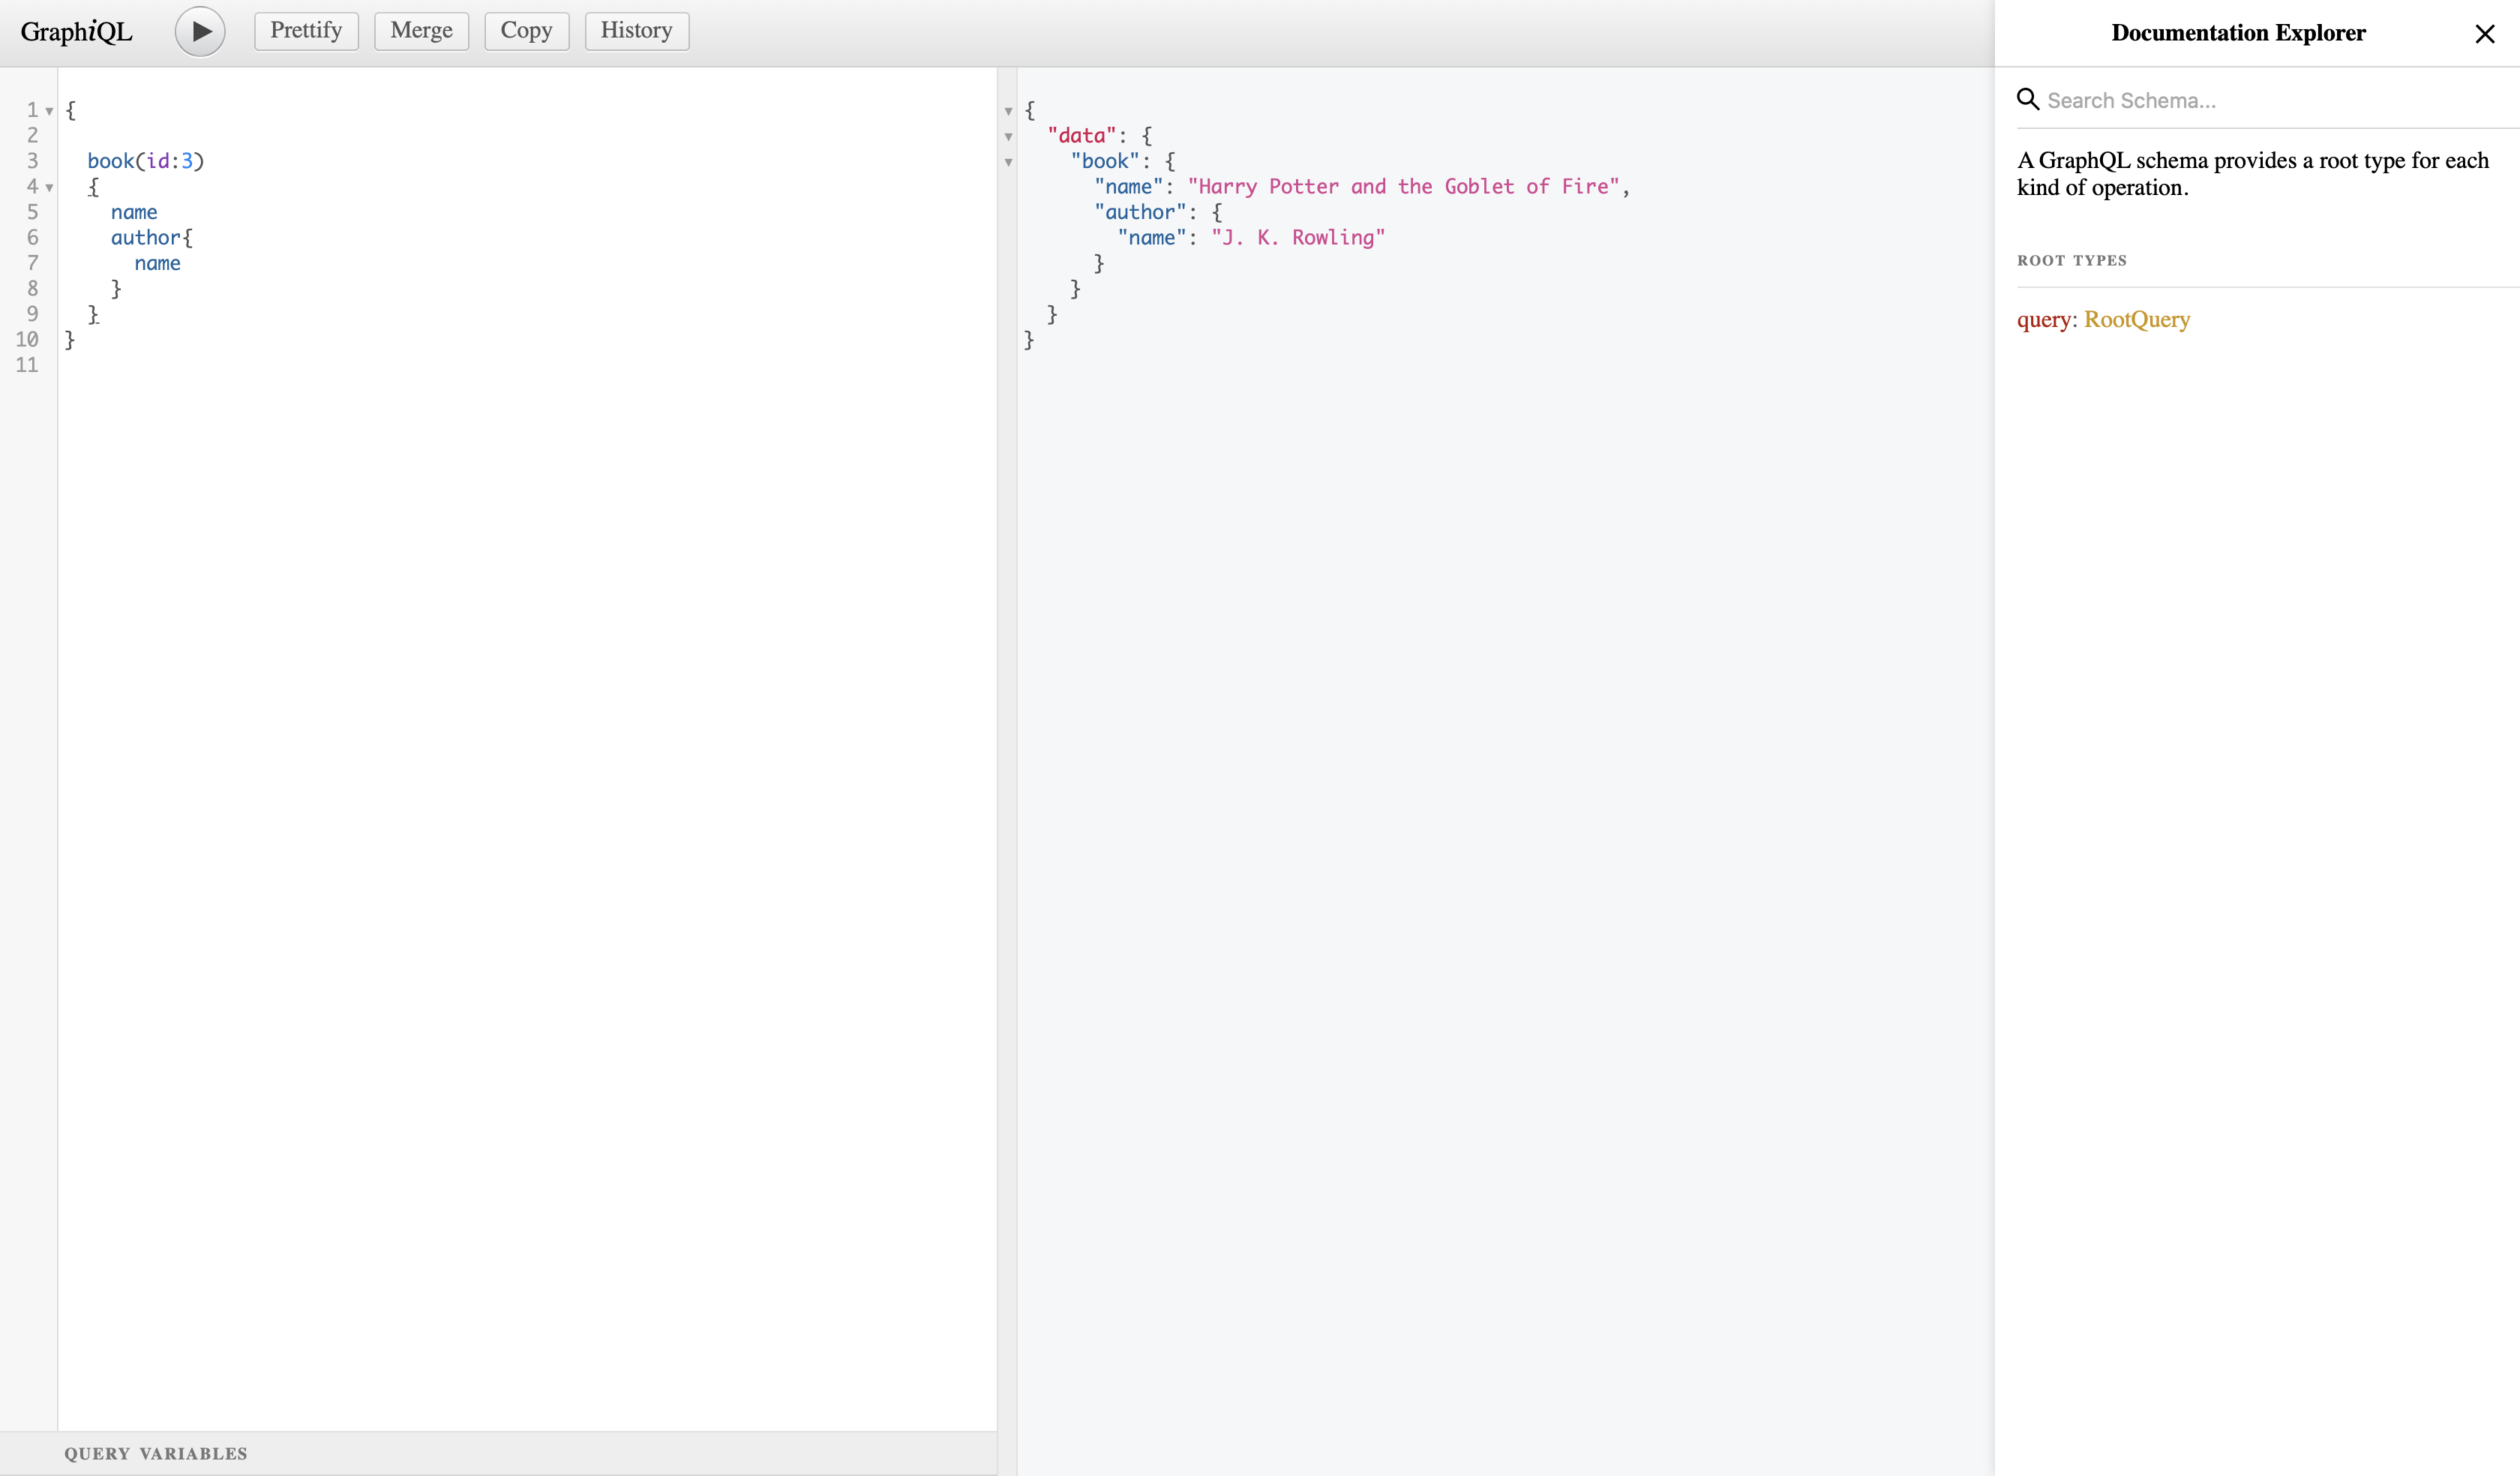 GraphiQL Prettify Merge Copy History
1 {
2
3 book(id:3)
4 {
5 name
6 author{
7 name
8 }
9 }
10 }
11
QUERY VARIABLES
{
"data": {
"book": {
"name": "Harry Potter and the Goblet of Fire",
"author": {
"name": "J. K. Rowling"
}
}
}
}
Documentation Explorer
Search Schema...
A GraphQL schema provides a root type for each
kind of operation.
ROOT TYPES
query: RootQuery